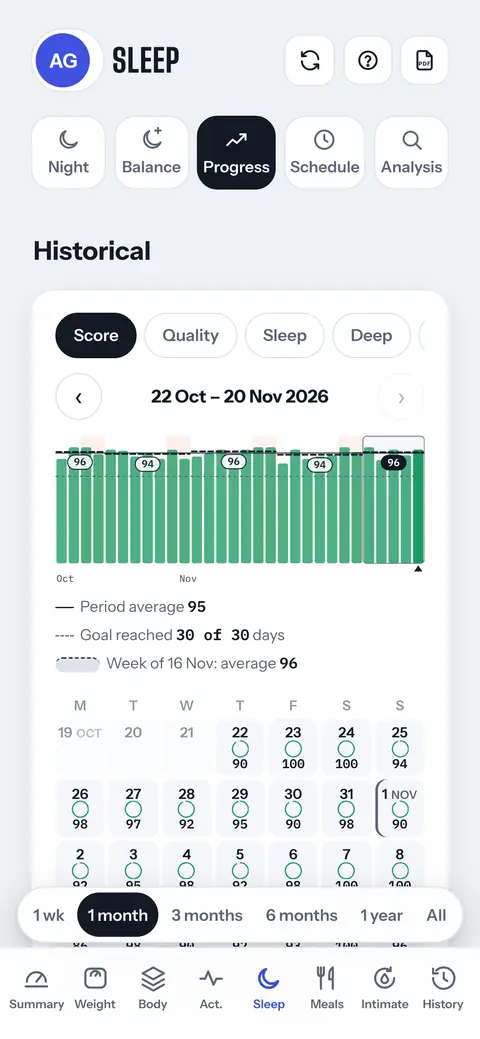 AG SLEEP PDF
Night Balance Progress Schedule Analysis
Historical
Score Quality Sleep Deep
‹ 22 Oct – 20 Nov 2026 ›
96 94 96 94 96
Oct Nov
Period average 95
Goal reached 30 of 30 days
Week of 16 Nov: average 96
M T W T F S S
19 OCT 20 21 22 23 24 25
90 100 100 94
26 27 28 29 30 31 1 NOV
98 97 92 95 90 98 90
2 3 4 5 6 7 8
92 95 98 92 98 100 100
1 wk 1 month 3 months 6 months 1 year All
Summary Weight Body Act. Sleep Meals Intimate History